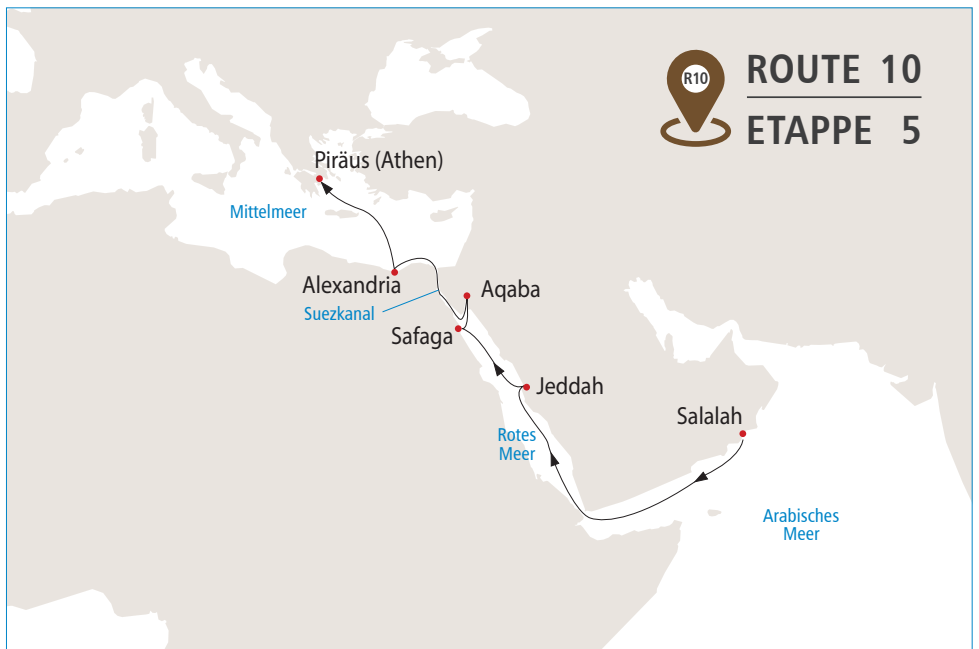 R10
ROUTE 10
ETAPPE 5
Piräus (Athen)
Mittelmeer
Alexandria
Suezkanal
Aqaba
Safaga
Jeddah
Salalah
Rotes
Meer
Arabisches
Meer